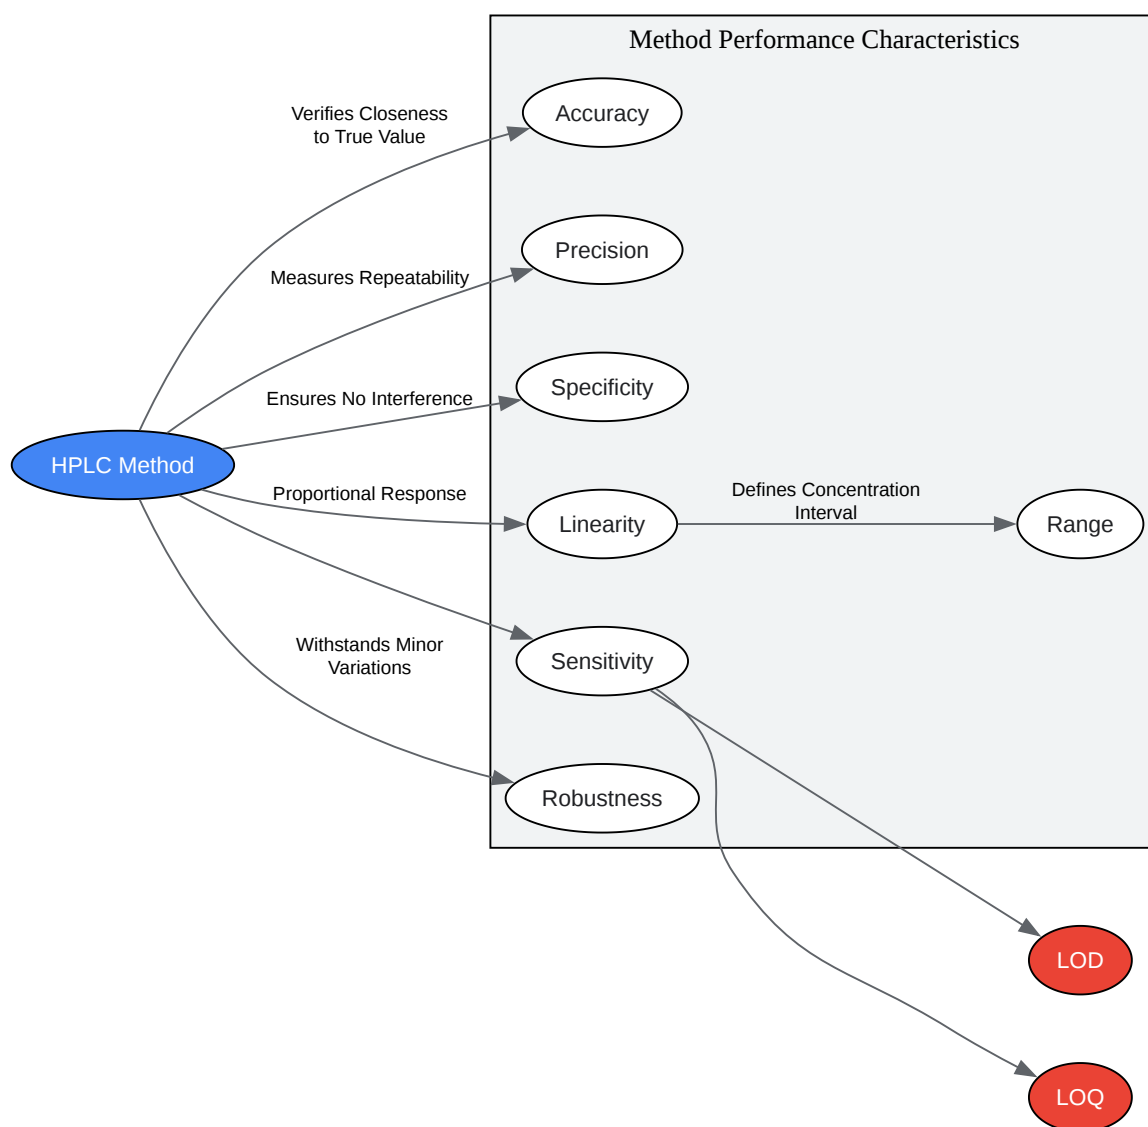 Method Performance Characteristics
Verifies Closeness
to True Value
Accuracy
Measures Repeatability
Precision
Ensures No Interference
Specificity
HPLC Method
Proportional Response
Linearity
Defines Concentration
Interval
Range
Sensitivity
Withstands Minor
Variations
Robustness
LOD
LOQ